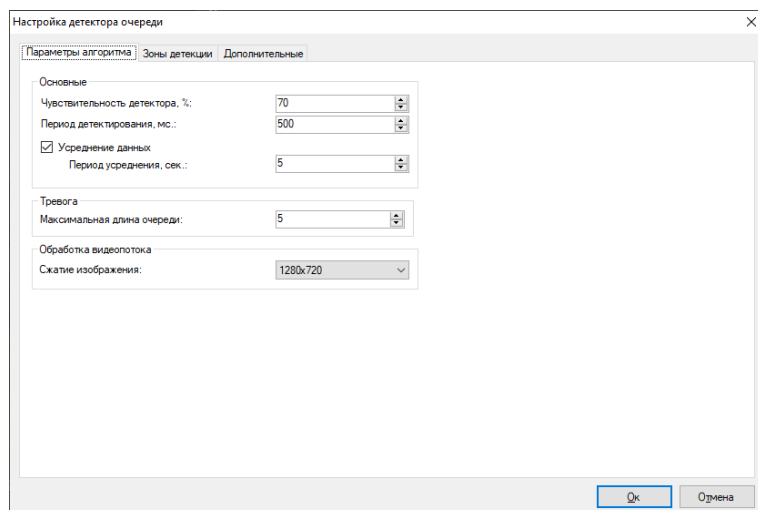 Настройка детектора очереди
Параметры алгоритма Зоны детекции Дополнительные
Основные
Чувствительность детектора, %: 70
Период детектирования, мс.: 500
Усреднение данных
Период усреднения, сек.: 5
Тревога
Максимальная длина очереди: 5
Обработка видеопотока
Сжатие изображения: 1280x720
Ок Отмена